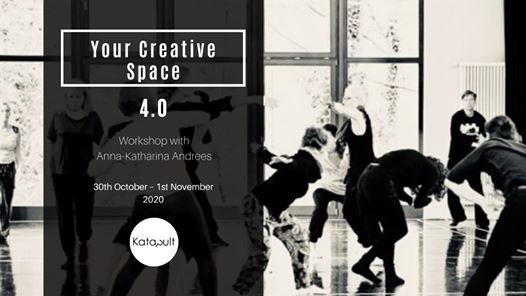 Your Creative
Space
4.0
Workshop with
Anna-Katharina Andrees
30th October – 1st November
2020
Katapult